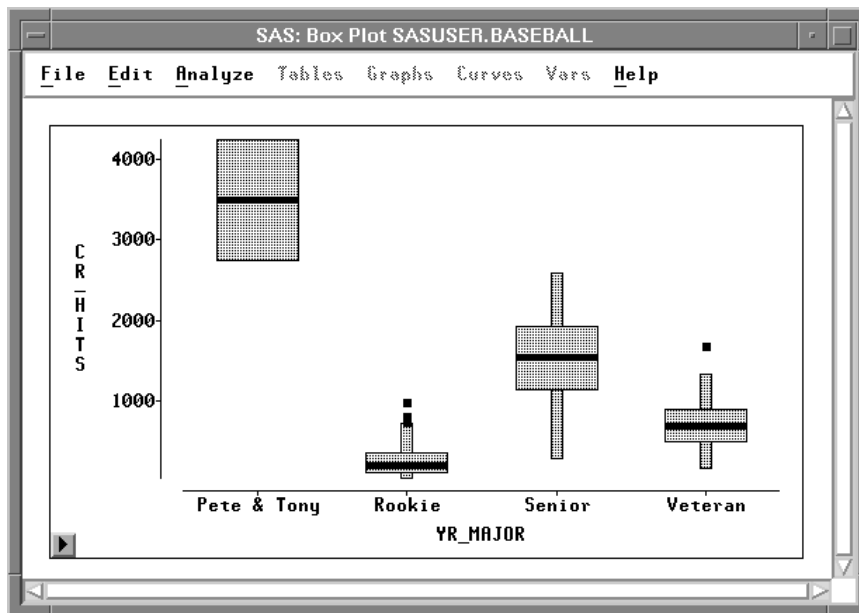 SAS: Box Plot SASUSER.BASEBALL
File Edit Analyze Tables Graphs Curves Vars Help
4000
3000
2000
1000
CR_HITS
Pete & Tony Rookie Senior Veteran
YR_MAJOR